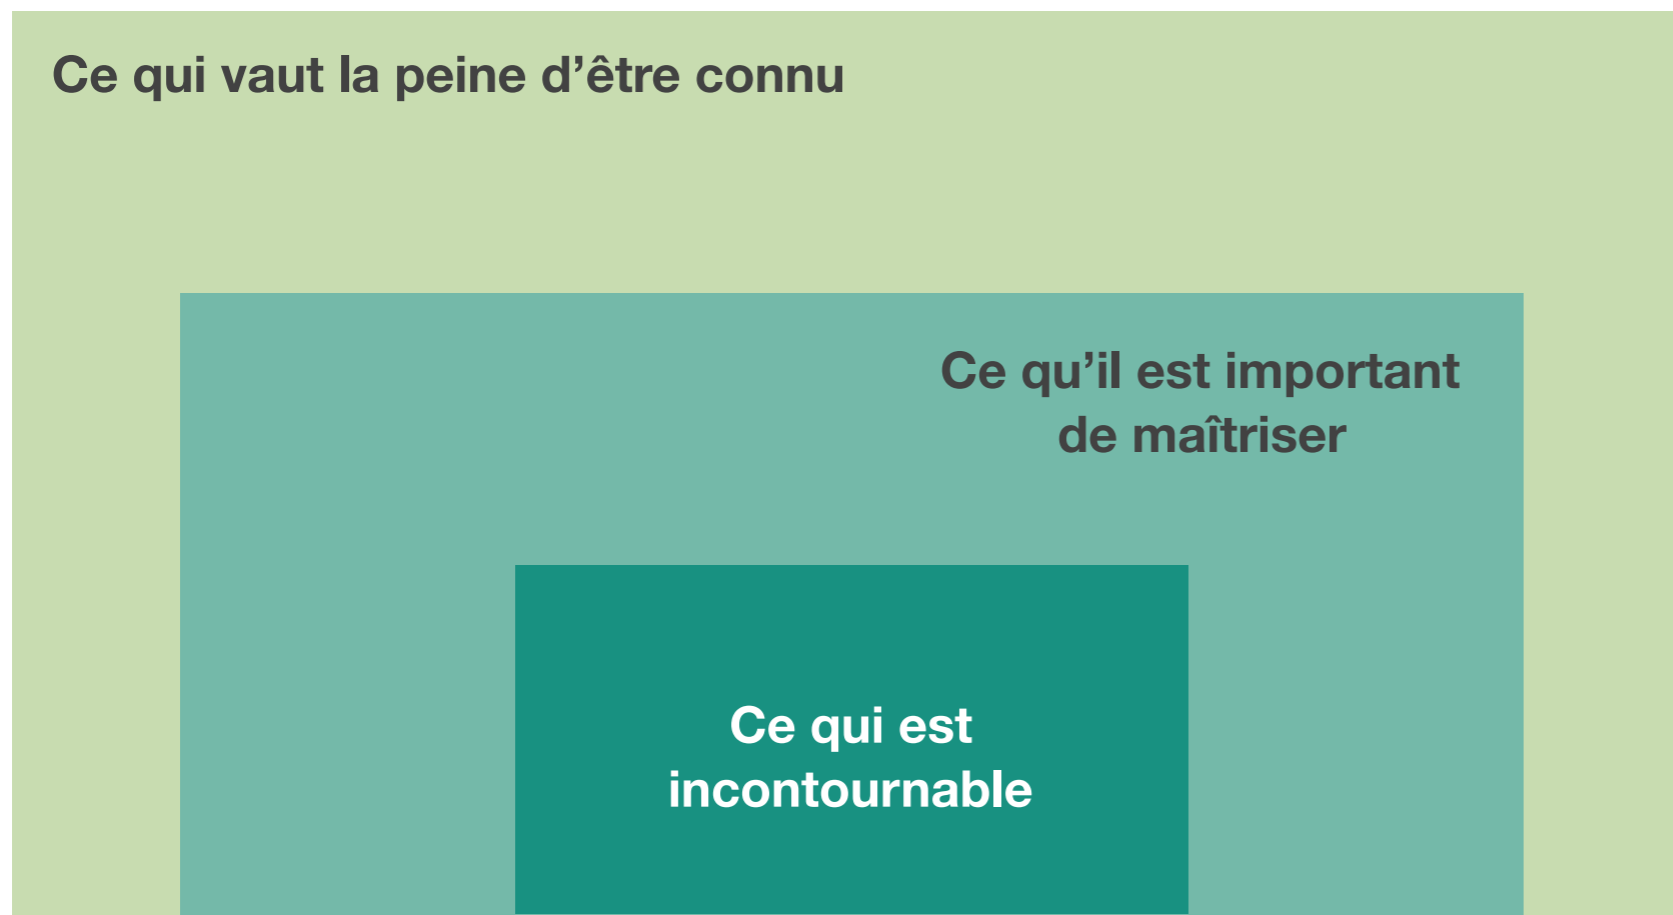 Ce qui vaut la peine d’être connu
Ce qu’il est important
de maîtriser
Ce qui est
incontournable